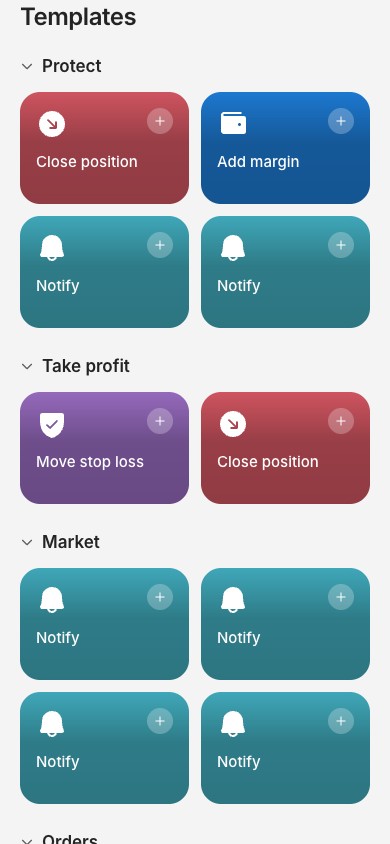 Templates
Protect
Close position
Add margin
Notify
Notify
Take profit
Move stop loss
Close position
Market
Notify
Notify
Notify
Notify
Orders